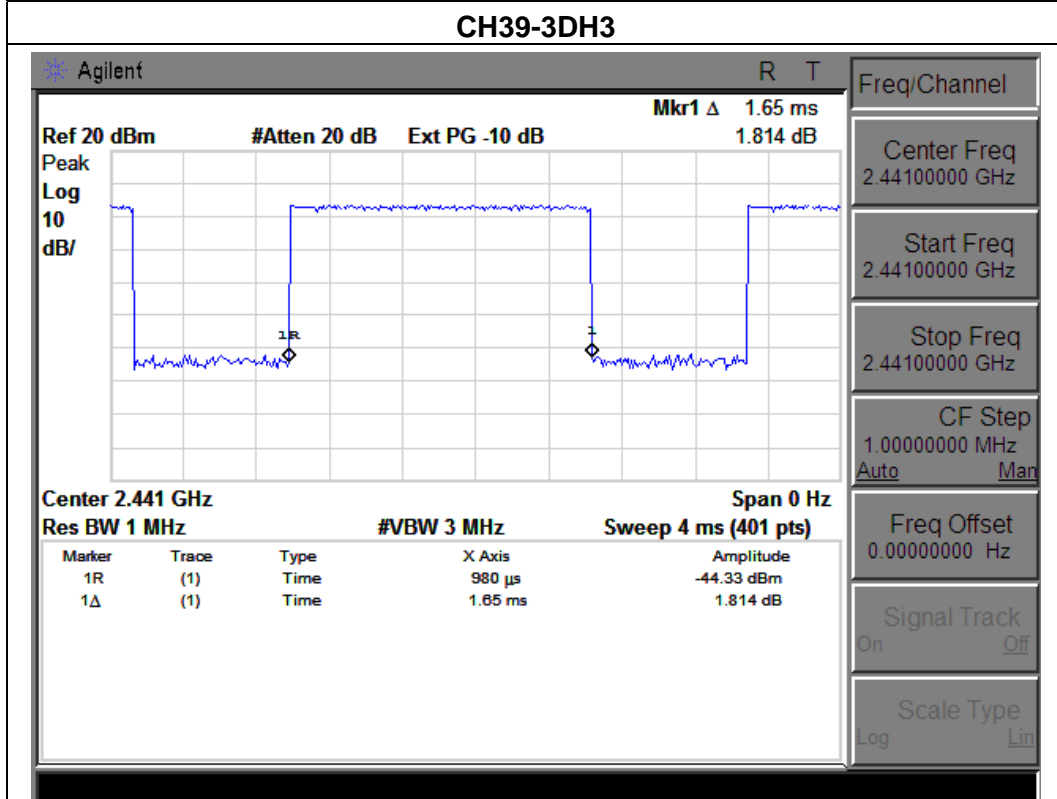 CH39-3DH3
Agilent R T
Mkr1 Δ 1.65 ms
Ref 20 dBm #Atten 20 dB Ext PG -10 dB 1.814 dB
Peak
Log
10
dB/
1R
1
Center 2.441 GHz Span 0 Hz
Res BW 1 MHz #VBW 3 MHz Sweep 4 ms (401 pts)
Marker Trace Type X Axis Amplitude
1R (1) Time 980 µs -44.33 dBm
1Δ (1) Time 1.65 ms 1.814 dB
Freq/Channel
Center Freq
2.44100000 GHz
Start Freq
2.44100000 GHz
Stop Freq
2.44100000 GHz
CF Step
1.00000000 MHz
Auto Man
Freq Offset
0.00000000 Hz
Signal Track
On Off
Scale Type
Log Lin